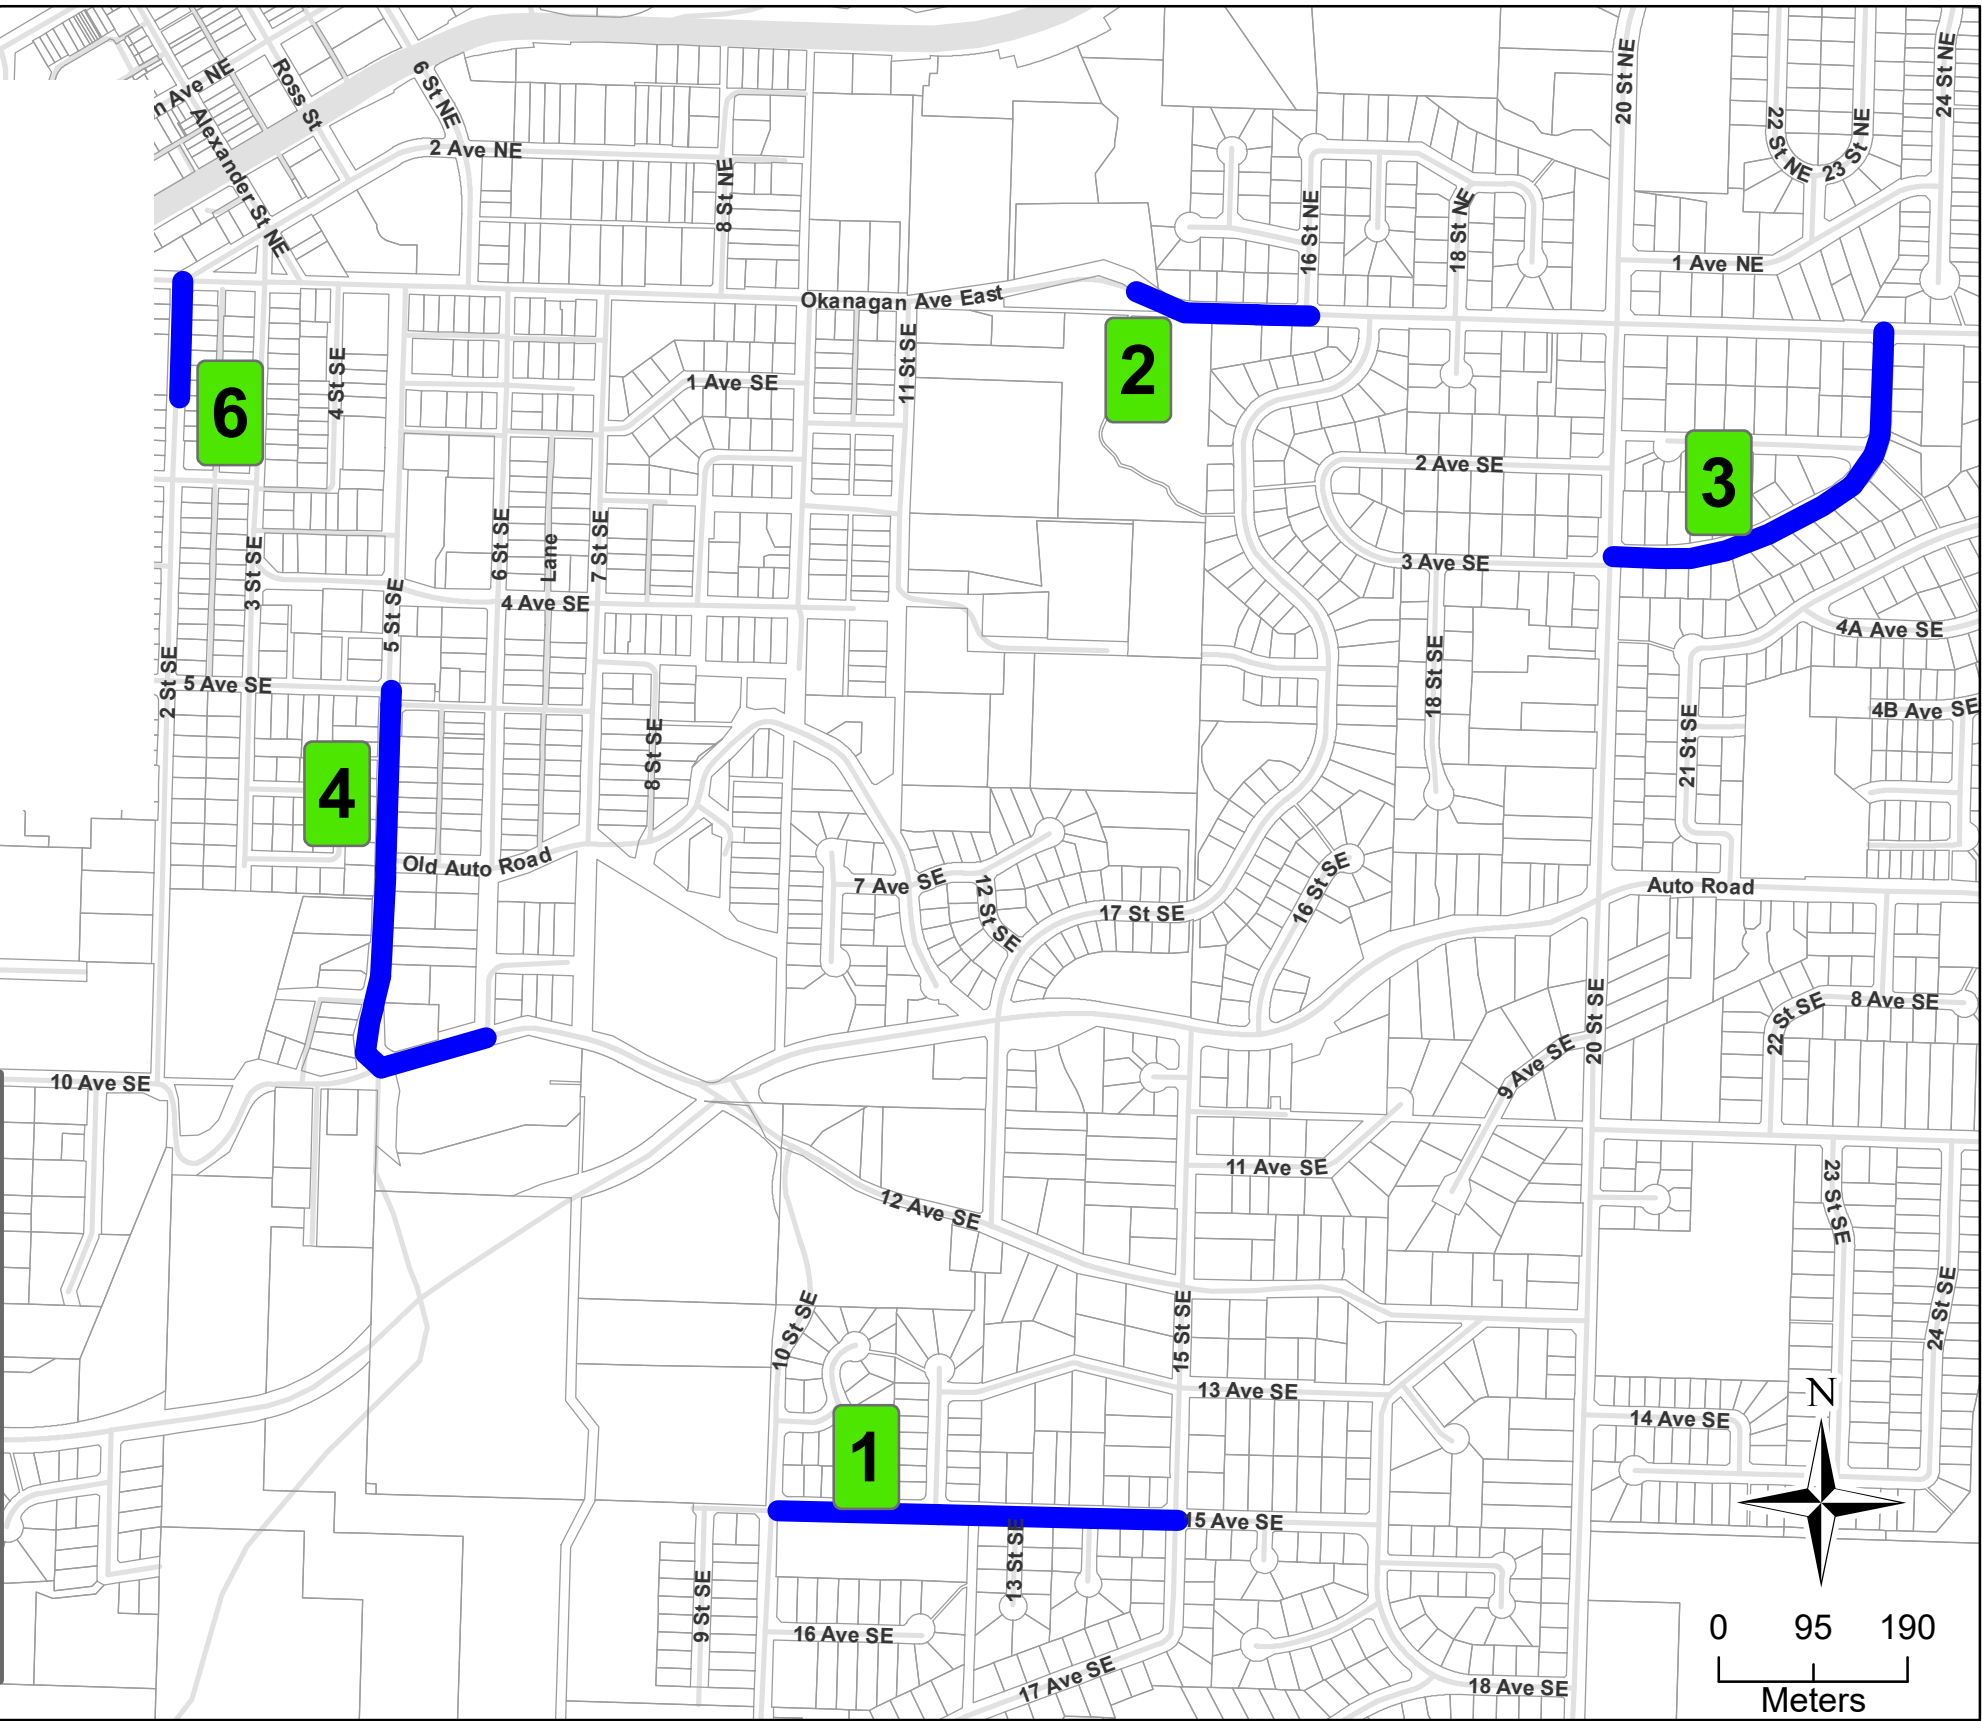 n Ave NE
Ross St
6 St NE
Alexander St NE
2 Ave NE
8 St NE
20 St NE
22 St NE
23 St NE
24 St NE
16 St NE
18 St NE
1 Ave NE
Okanagan Ave East
11 St SE
2
6
4 St SE
1 Ave SE
2 Ave SE
3
3 St SE
6 St SE
Lane
7 St SE
3 Ave SE
5 St SE
4 Ave SE
4A Ave SE
2 St SE
5 Ave SE
18 St SE
4B Ave SE
21 St SE
8 St SE
4
Old Auto Road
7 Ave SE
12 St SE
17 St SE
16 St SE
Auto Road
20 St SE
22 St SE
8 Ave SE
9 Ave SE
10 Ave SE
11 Ave SE
12 Ave SE
23 St SE
24 St SE
10 St SE
15 St SE
13 Ave SE
14 Ave SE
N
1
15 Ave SE
13 St SE
9 St SE
16 Ave SE
17 Ave SE
18 Ave SE
0 95 190
Meters